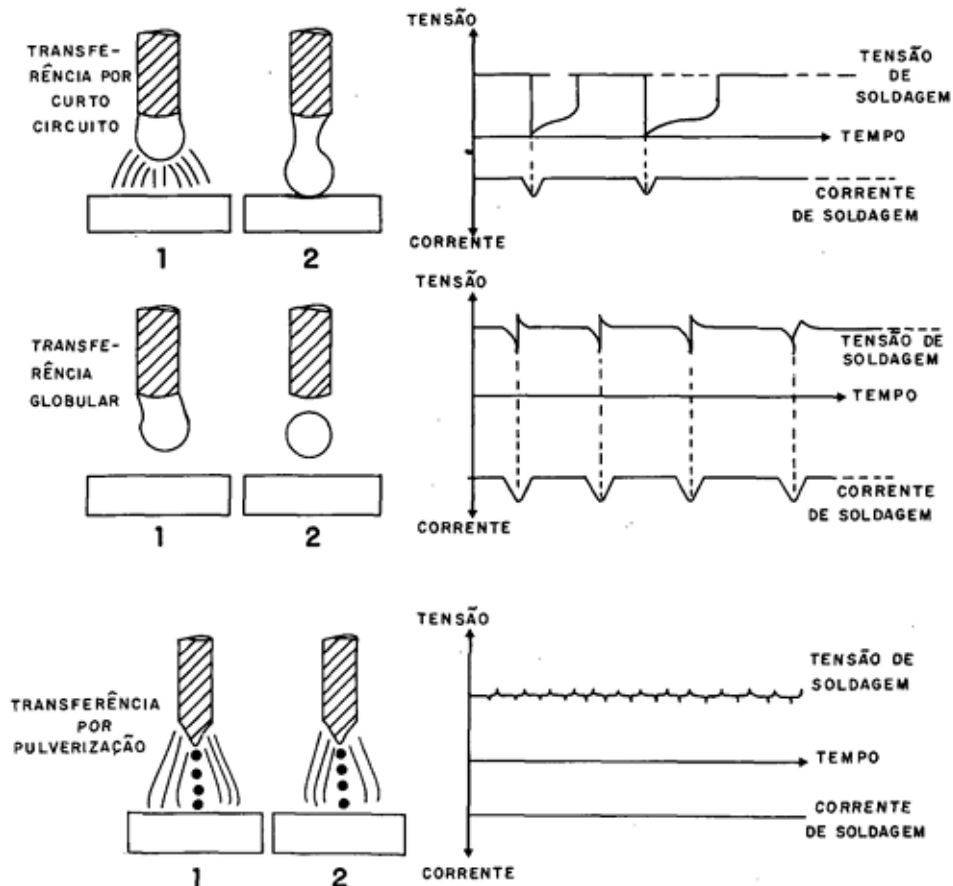 TRANSFE-
RÊNCIA POR
CURTO
CIRCUITO
1
2
TENSÃO
TENSÃO
DE
SOLDAGEM
TEMPO
CORRENTE
DE SOLDAGEM
CORRENTE
TRANSFE-
RÊNCIA
GLOBULAR
1
2
TENSÃO
TENSÃO DE
SOLDAGEM
TEMPO
CORRENTE
DE SOLDAGEM
CORRENTE
TRANSFERÊNCIA
POR
PULVERIZAÇÃO
1
2
TENSÃO
TENSÃO DE
SOLDAGEM
TEMPO
CORRENTE
DE SOLDAGEM
CORRENTE